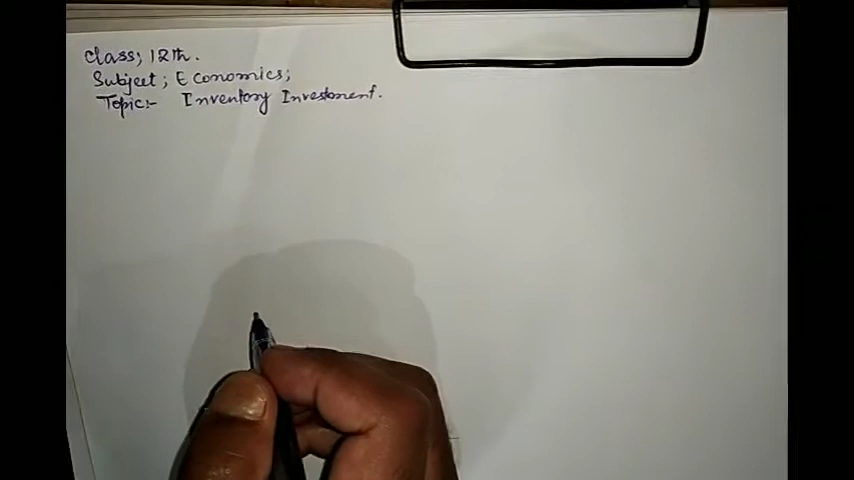 Class; 12th.
Subject; Economics;
Topic:- Inventory Investment.